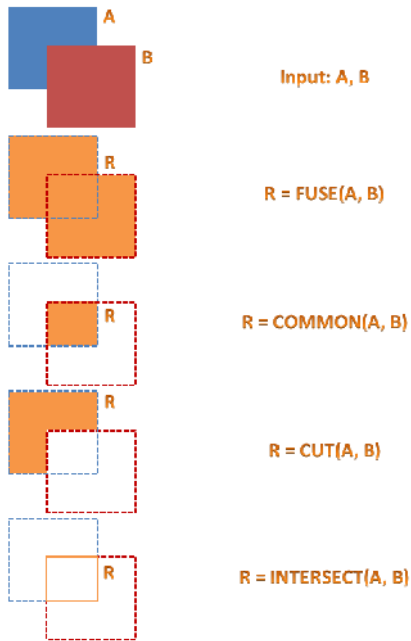 A
B
Input: A, B
R
R = FUSE(A, B)
R
R = COMMON(A, B)
R
R = CUT(A, B)
R
R = INTERSECT(A, B)